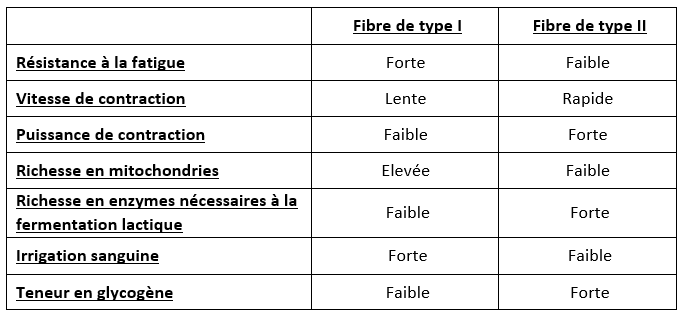 Fibre de type I Fibre de type II
Résistance à la fatigue Forte Faible
Vitesse de contraction Lente Rapide
Puissance de contraction Faible Forte
Richesse en mitochondries Elevée Faible
Richesse en enzymes nécessaires à la
fermentation lactique Faible Forte
Irrigation sanguine Forte Faible
Teneur en glycogène Faible Forte